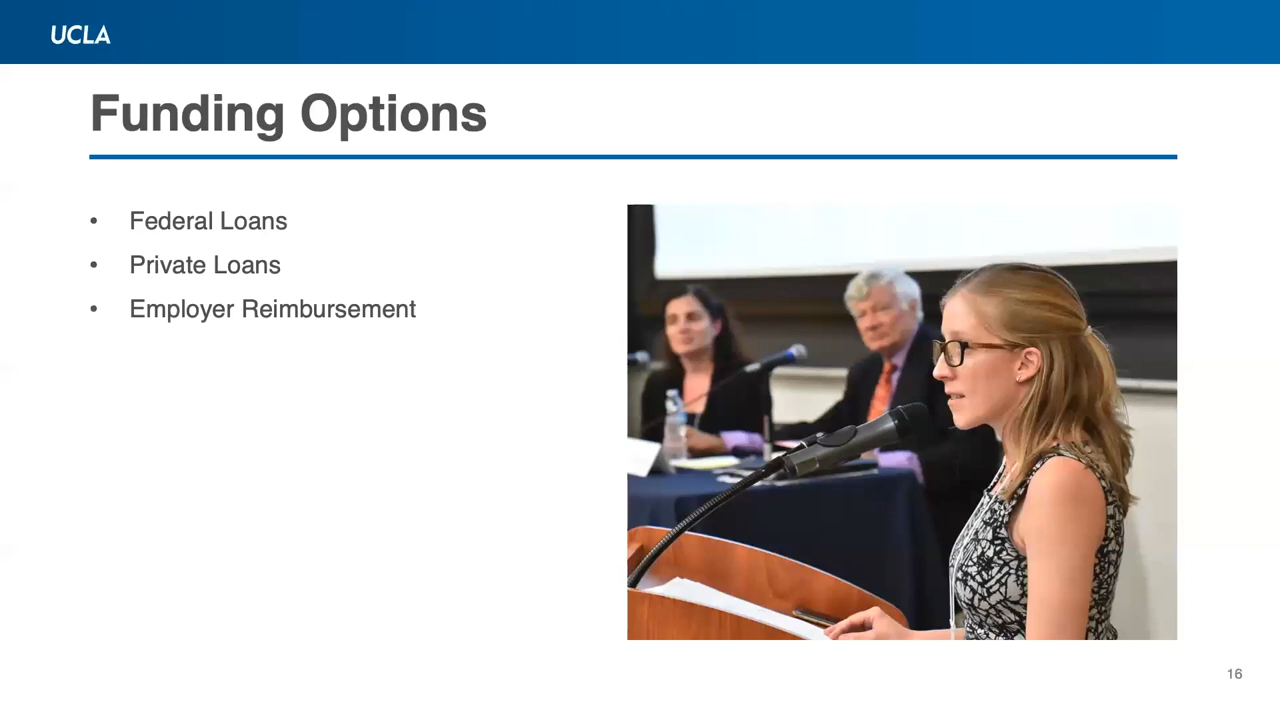 UCLA
Funding Options
• Federal Loans
• Private Loans
• Employer Reimbursement
16